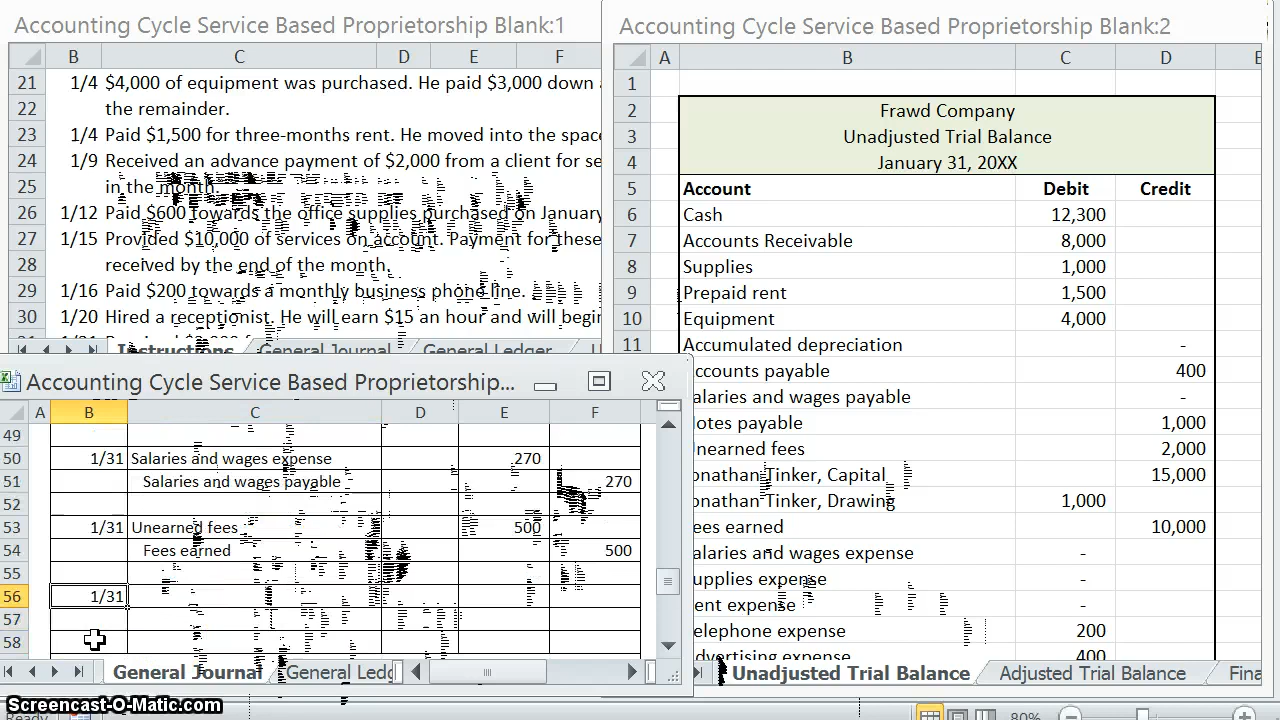 Accounting Cycle Service Based Proprietorship Blank:1
B C D E F
21 1/4 $4,000 of equipment was purchased. He paid $3,000 down
22 the remainder.
23 1/4 Paid $1,500 for three-months rent. He moved into the space
24 1/9 Received an advance payment of $2,000 from a client for se
25 in the month.
26 1/12 Paid $600 towards the office supplies purchased on January
27 1/15 Provided $10,000 of services on account. Payment for these
28 received by the end of the month.
29 1/16 Paid $200 towards a monthly business phone line.
30 1/20 Hired a receptionist. He will earn $15 an hour and will begin
Instructions General Journal General Ledger U
Accounting Cycle Service Based Proprietorship Blank:2
A B C D E
1
2 Frawd Company
3 Unadjusted Trial Balance
4 January 31, 20XX
5 Account Debit Credit
6 Cash 12,300
7 Accounts Receivable 8,000
8 Supplies 1,000
9 Prepaid rent 1,500
10 Equipment 4,000
11 Accumulated depreciation -
accounts payable 400
alaries and wages payable -
otes payable 1,000
nearned fees 2,000
onathan Tinker, Capital 15,000
onathan Tinker, Drawing 1,000
ees earned 10,000
alaries and wages expense -
upplies expense -
ent expense -
elephone expense 200
dvertising expense 400
Unadjusted Trial Balance Adjusted Trial Balance Fina
Accounting Cycle Service Based Proprietorship...
A B C D E F
49
50 1/31 Salaries and wages expense 270
51 Salaries and wages payable 270
52
53 1/31 Unearned fees 500
54 Fees earned 500
55
56 1/31
57
58
General Journal General Ledg
Screencast-O-Matic.com
Ready 80%